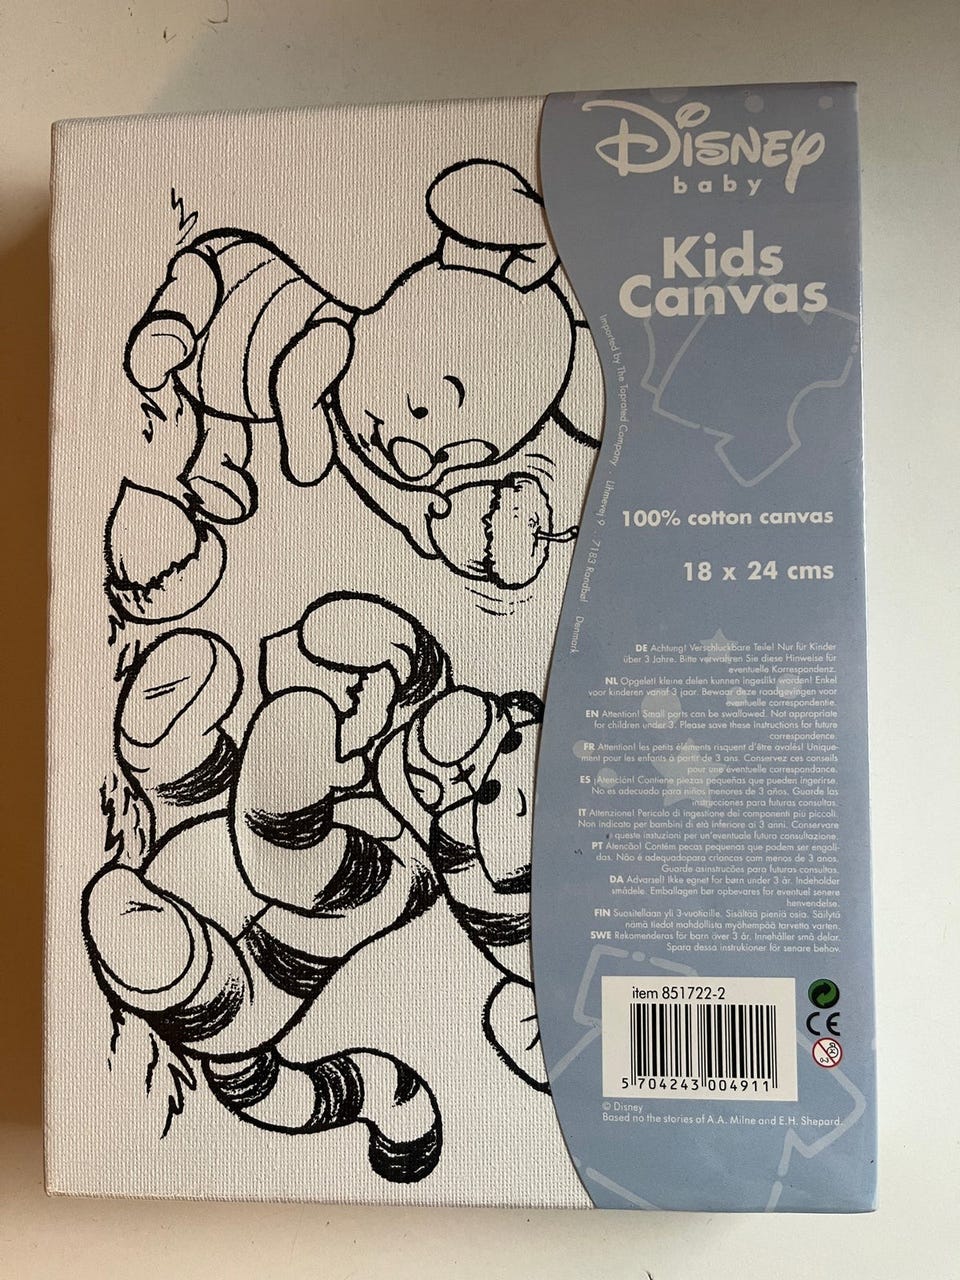 Disney
baby
Kids
Canvas
Imported by The Toprated Company · Lihmevej 9 · 7183 Randbøl Denmark
100% cotton canvas
18 x 24 cms
DE Achtung! Verschluckbare Teile! Nur für Kinder
über 3 Jahre. Bitte verwahren Sie diese Hinweise für
eventuelle Korrespondenz.
NL Opgelet! kleine delen kunnen ingeslikt worden! Enkel
voor kinderen vanaf 3 jaar. Bewaar deze raadgevingen voor
eventuelle correspondentie.
EN Attention! Small parts can be swallowed. Not appropriate
for children under 3. Please save these instructions for future
correspondence.
FR Attention! les petits éléments risquent d'être avalés! Unique-
ment pour les enfants à partir de 3 ans. Conservez ces conseils
pour une éventuelle correspondance.
ES ¡Atención! Contiene piezas pequeñas que pueden ingerirse.
No es adecuado para niños menores de 3 años. Guarde las
instrucciones para futuras consultas.
IT Attenzione! Pericolo di ingestione dei componenti più piccoli.
Non indicato per bambini di età inferiore ai 3 anni. Conservare
queste instuzioni per un'eventuale futura consultazione.
PT Atencão! Contém pecas pequenas que podem ser engoli-
das. Não é adequadopara criancas com menos de 3 anos.
Guarde asinstrucões para futuras consultas.
DA Advarsel! Ikke egnet for børn under 3 år. Indeholder
smådele. Emballagen bør opbevares for eventuel senere
henvendelse.
FIN Suositellaan yli 3-vuotiaille. Sisältää pieniä osia. Säilytä
nämä tiedot mahdollista myöhempää tarvetta varten.
SWE Rekomenderas för barn över 3 år. Innehåller små delar.
Spara dessa instruktioner för senare behov.
item 851722-2
5 704243 004911
CE
0-3
© Disney
Based no the stories of A.A. Milne and E.H. Shepard.